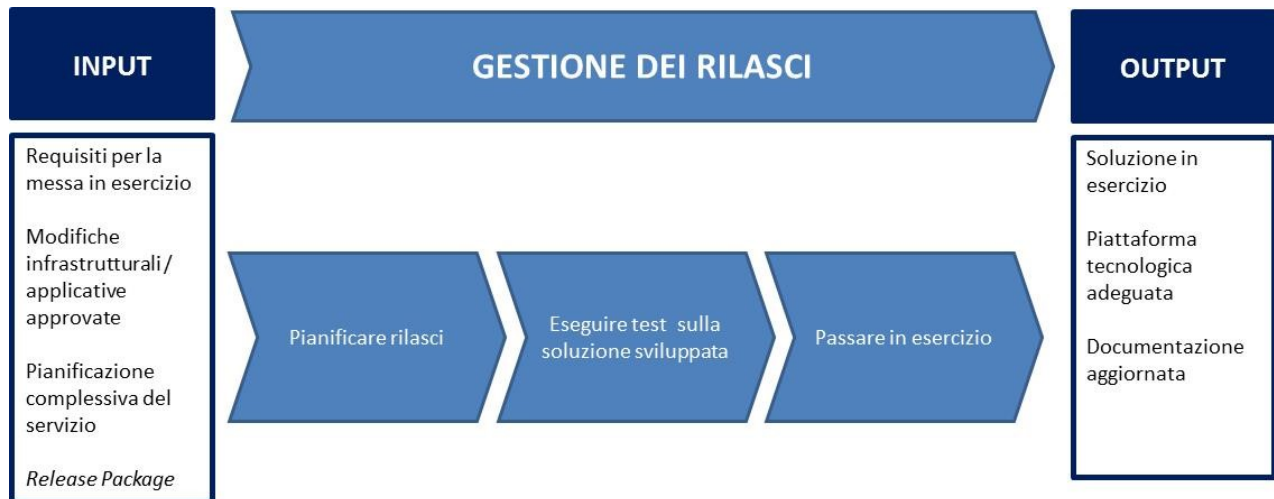 INPUT
GESTIONE DEI RILASCI
OUTPUT
Requisiti per la
messa in esercizio
Modifiche
infrastrutturali /
applicative
approvate
Pianificazione
complessiva del
servizio
Release Package
Pianificare rilasci
Eseguire test sulla
soluzione sviluppata
Passare in esercizio
Soluzione in
esercizio
Piattaforma
tecnologica
adeguata
Documentazione
aggiornata